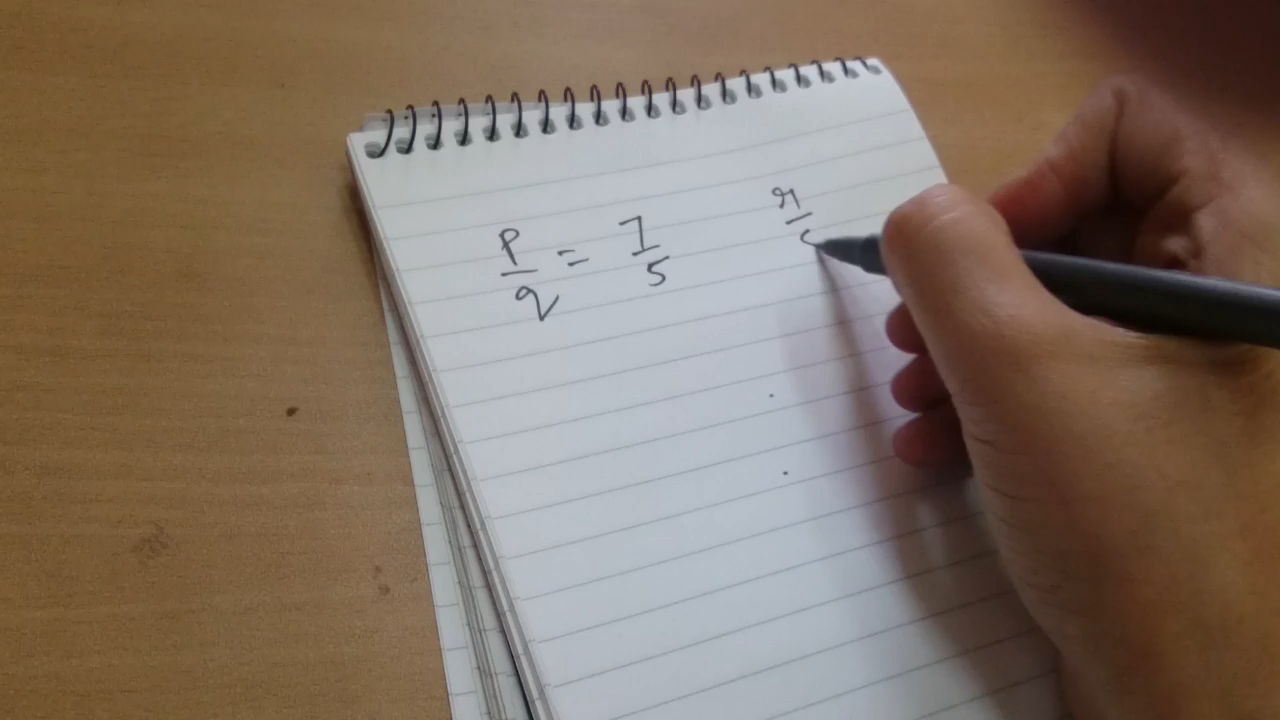 p/q = 7/5 r/